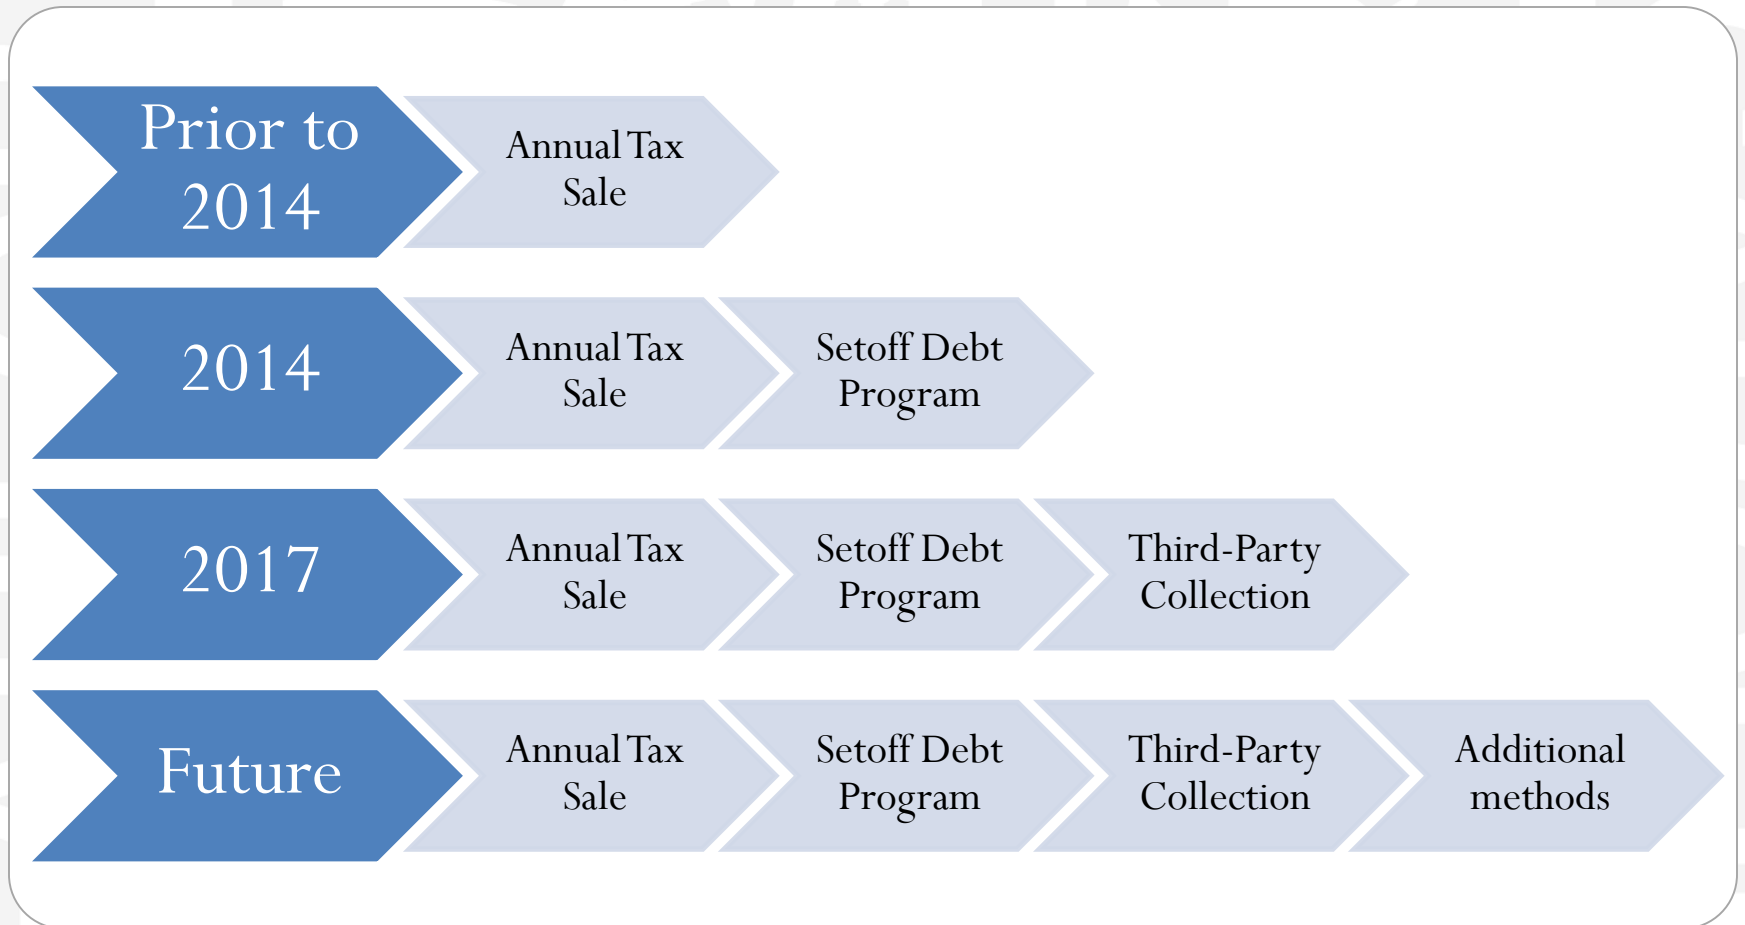 Prior to
2014
Annual Tax
Sale
2014
Annual Tax
Sale
Setoff Debt
Program
2017
Annual Tax
Sale
Setoff Debt
Program
Third-Party
Collection
Future
Annual Tax
Sale
Setoff Debt
Program
Third-Party
Collection
Additional
methods